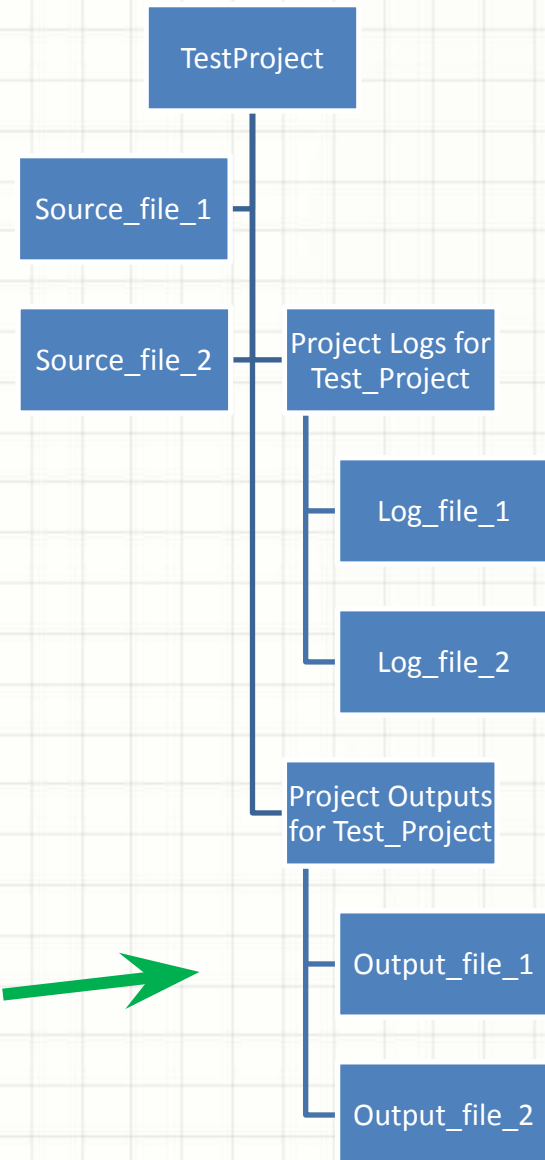 TestProject
Source_file_1
Source_file_2
Project Logs for
Test_Project
Log_file_1
Log_file_2
Project Outputs
for Test_Project
Output_file_1
Output_file_2